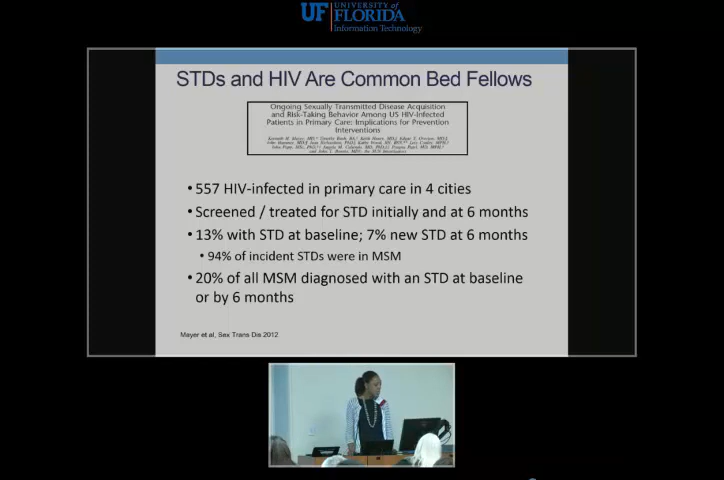 UF UNIVERSITY of
FLORIDA
Information Technology
STDs and HIV Are Common Bed Fellows
Ongoing Sexually Transmitted Disease Acquisition
and Risk-Taking Behavior Among US HIV-Infected
Patients in Primary Care: Implications for Prevention
Interventions
• 557 HIV-infected in primary care in 4 cities
• Screened / treated for STD initially and at 6 months
• 13% with STD at baseline; 7% new STD at 6 months
• 94% of incident STDs were in MSM
• 20% of all MSM diagnosed with an STD at baseline
or by 6 months
Mayer et al, Sex Trans Dis 2012